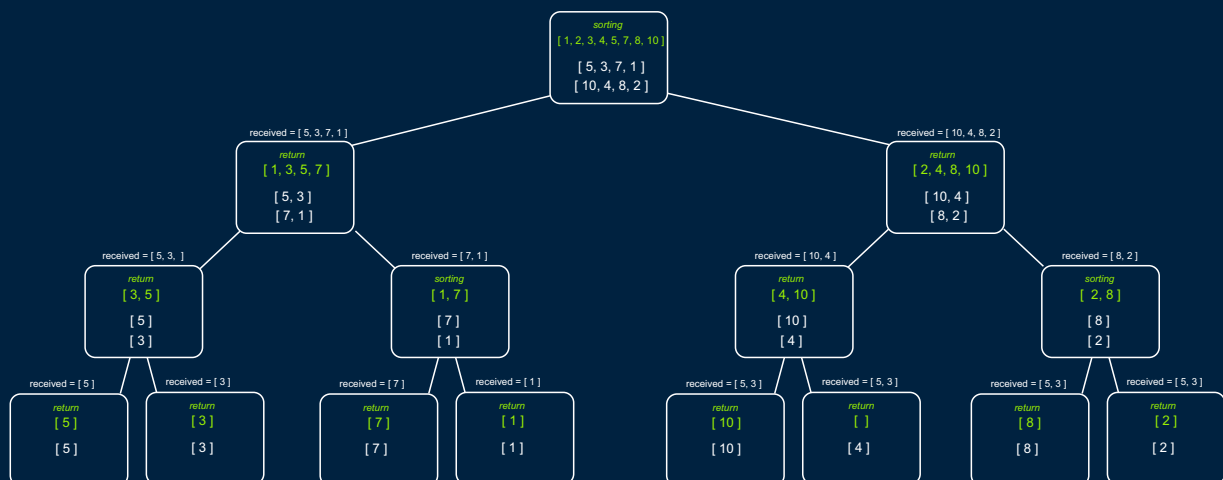 sorting
[ 1, 2, 3, 4, 5, 7, 8, 10 ]
[ 5, 3, 7, 1 ]
[ 10, 4, 8, 2 ]
received = [ 5, 3, 7, 1 ]
received = [ 10, 4, 8, 2 ]
return
[ 1, 3, 5, 7 ]
[ 5, 3 ]
[ 7, 1 ]
return
[ 2, 4, 8, 10 ]
[ 10, 4 ]
[ 8, 2 ]
received = [ 5, 3,  ]
received = [ 7, 1 ]
received = [ 10, 4 ]
received = [ 8, 2 ]
return
[ 3, 5 ]
[ 5 ]
[ 3 ]
sorting
[ 1, 7 ]
[ 7 ]
[ 1 ]
return
[ 4, 10 ]
[ 10 ]
[ 4 ]
sorting
[  2, 8 ]
[ 8 ]
[ 2 ]
received = [ 5 ]
received = [ 3 ]
received = [ 7 ]
received = [ 1 ]
received = [ 5, 3 ]
received = [ 5, 3 ]
received = [ 5, 3 ]
received = [ 5, 3 ]
return
[ 5 ]
[ 5 ]
return
[ 3 ]
[ 3 ]
return
[ 7 ]
[ 7 ]
return
[ 1 ]
[ 1 ]
return
[ 10 ]
[ 10 ]
return
[  ]
[ 4 ]
return
[ 8 ]
[ 8 ]
return
[ 2 ]
[ 2 ]